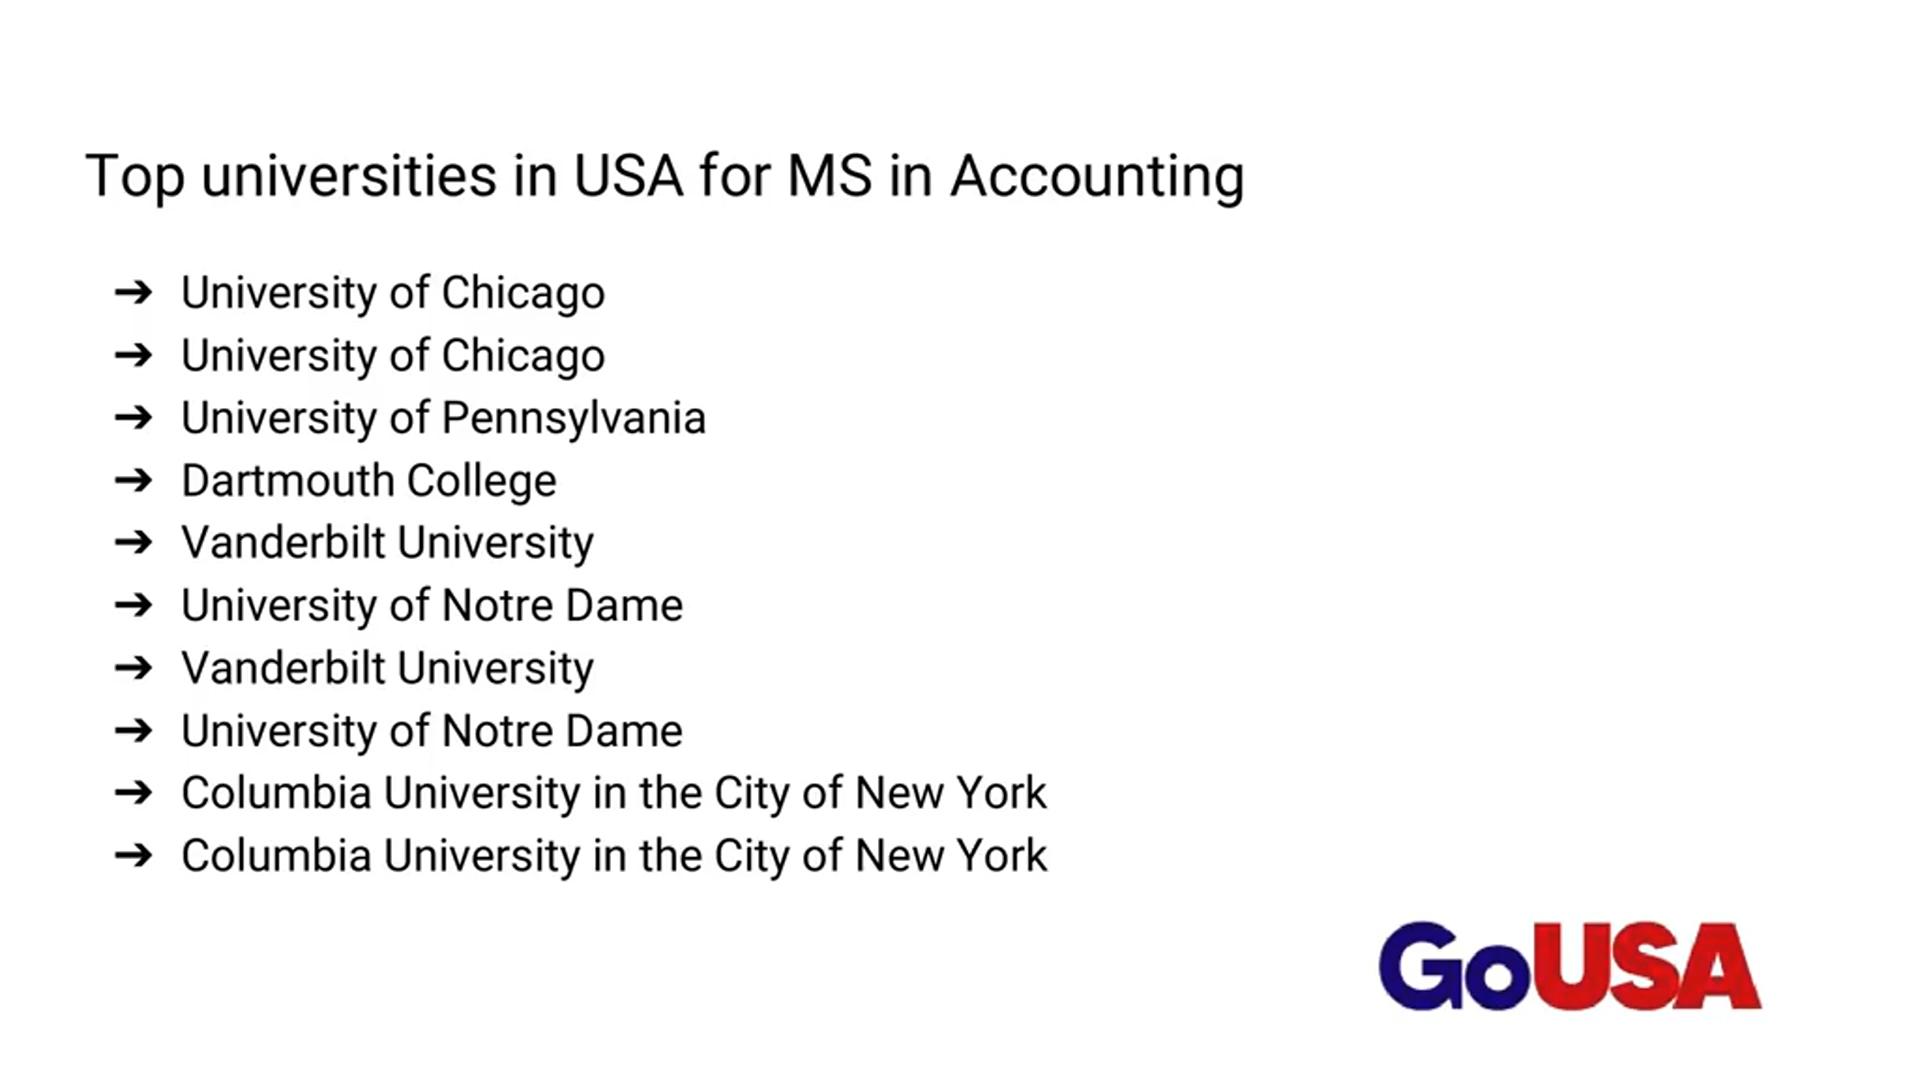 Top universities in USA for MS in Accounting
➔ University of Chicago
➔ University of Chicago
➔ University of Pennsylvania
➔ Dartmouth College
➔ Vanderbilt University
➔ University of Notre Dame
➔ Vanderbilt University
➔ University of Notre Dame
➔ Columbia University in the City of New York
➔ Columbia University in the City of New York
GoUSA